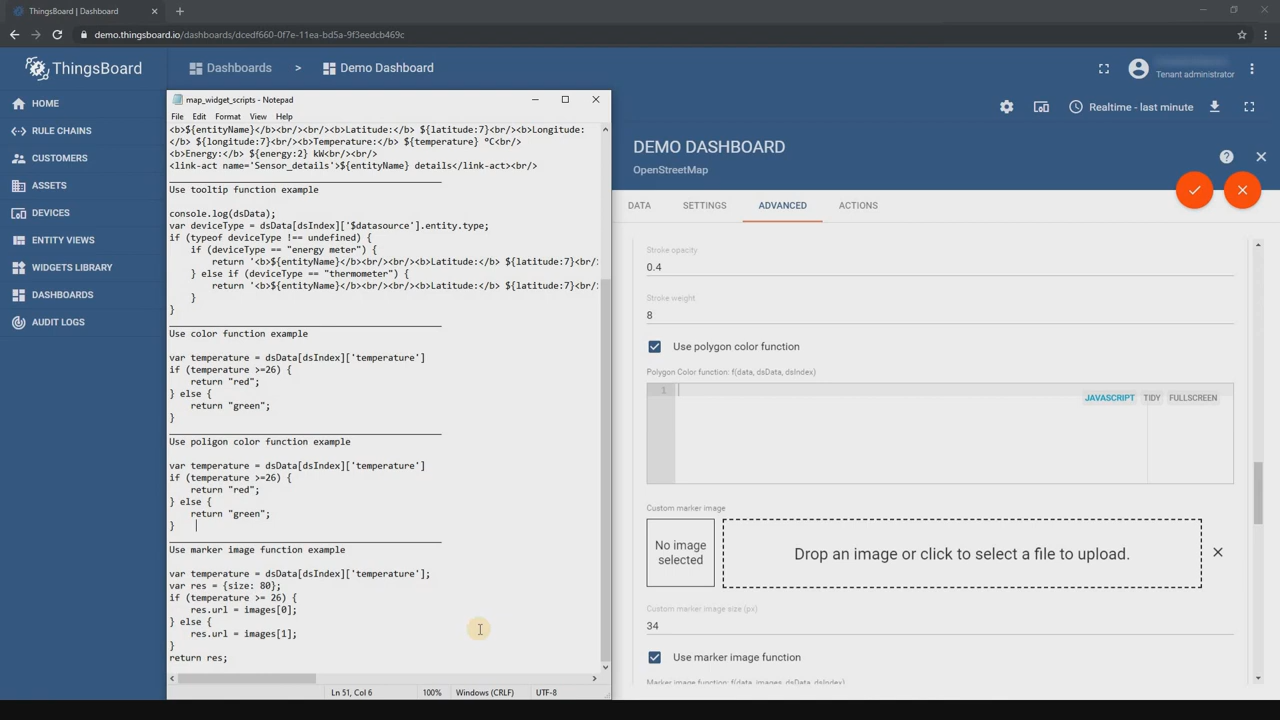 ThingsBoard | Dashboard
demo.thingsboard.io/dashboards/dcedf660-0f7e-11ea-bd5a-9f3eedcb469c
ThingsBoard
Dashboards > Demo Dashboard
Tenant administrator
HOME
RULE CHAINS
CUSTOMERS
ASSETS
DEVICES
ENTITY VIEWS
WIDGETS LIBRARY
DASHBOARDS
AUDIT LOGS
map_widget_scripts - Notepad
File Edit Format View Help
<b>${entityName}</b><br/><br/><b>Latitude:</b> ${latitude:7}<br/><b>Longitude:
</b> ${longitude:7}<br/><b>Temperature:</b> ${temperature} °C<br/>
<b>Energy:</b> ${energy:2} kW<br/><br/>
<link-act name='Sensor_details'>${entityName} details</link-act><br/>
Use tooltip function example
console.log(dsData);
var deviceType = dsData[dsIndex]['$datasource'].entity.type;
if (typeof deviceType !== undefined) {
if (deviceType == "energy meter") {
return '<b>${entityName}</b><br/><br/><b>Latitude:</b> ${latitude:7}<br/
} else if (deviceType == "thermometer") {
return '<b>${entityName}</b><br/><br/><b>Latitude:</b> ${latitude:7}<br/
}
}
Use color function example
var temperature = dsData[dsIndex]['temperature']
if (temperature >=26) {
return "red";
} else {
return "green";
}
Use poligon color function example
var temperature = dsData[dsIndex]['temperature']
if (temperature >=26) {
return "red";
} else {
return "green";
}
Use marker image function example
var temperature = dsData[dsIndex]['temperature'];
var res = {size: 80};
if (temperature >= 26) {
res.url = images[0];
} else {
res.url = images[1];
}
return res;
Ln 51, Col 6 100% Windows (CRLF) UTF-8
Realtime - last minute
DEMO DASHBOARD
OpenStreetMap
DATA SETTINGS ADVANCED ACTIONS
Stroke opacity
0.4
Stroke weight
8
Use polygon color function
Polygon Color function: f(data, dsData, dsIndex)
1
JAVASCRIPT TIDY FULLSCREEN
Custom marker image
No image selected
Drop an image or click to select a file to upload.
Custom marker image size (px)
34
Use marker image function
Marker image function: f(data, images, dsData, dsIndex)